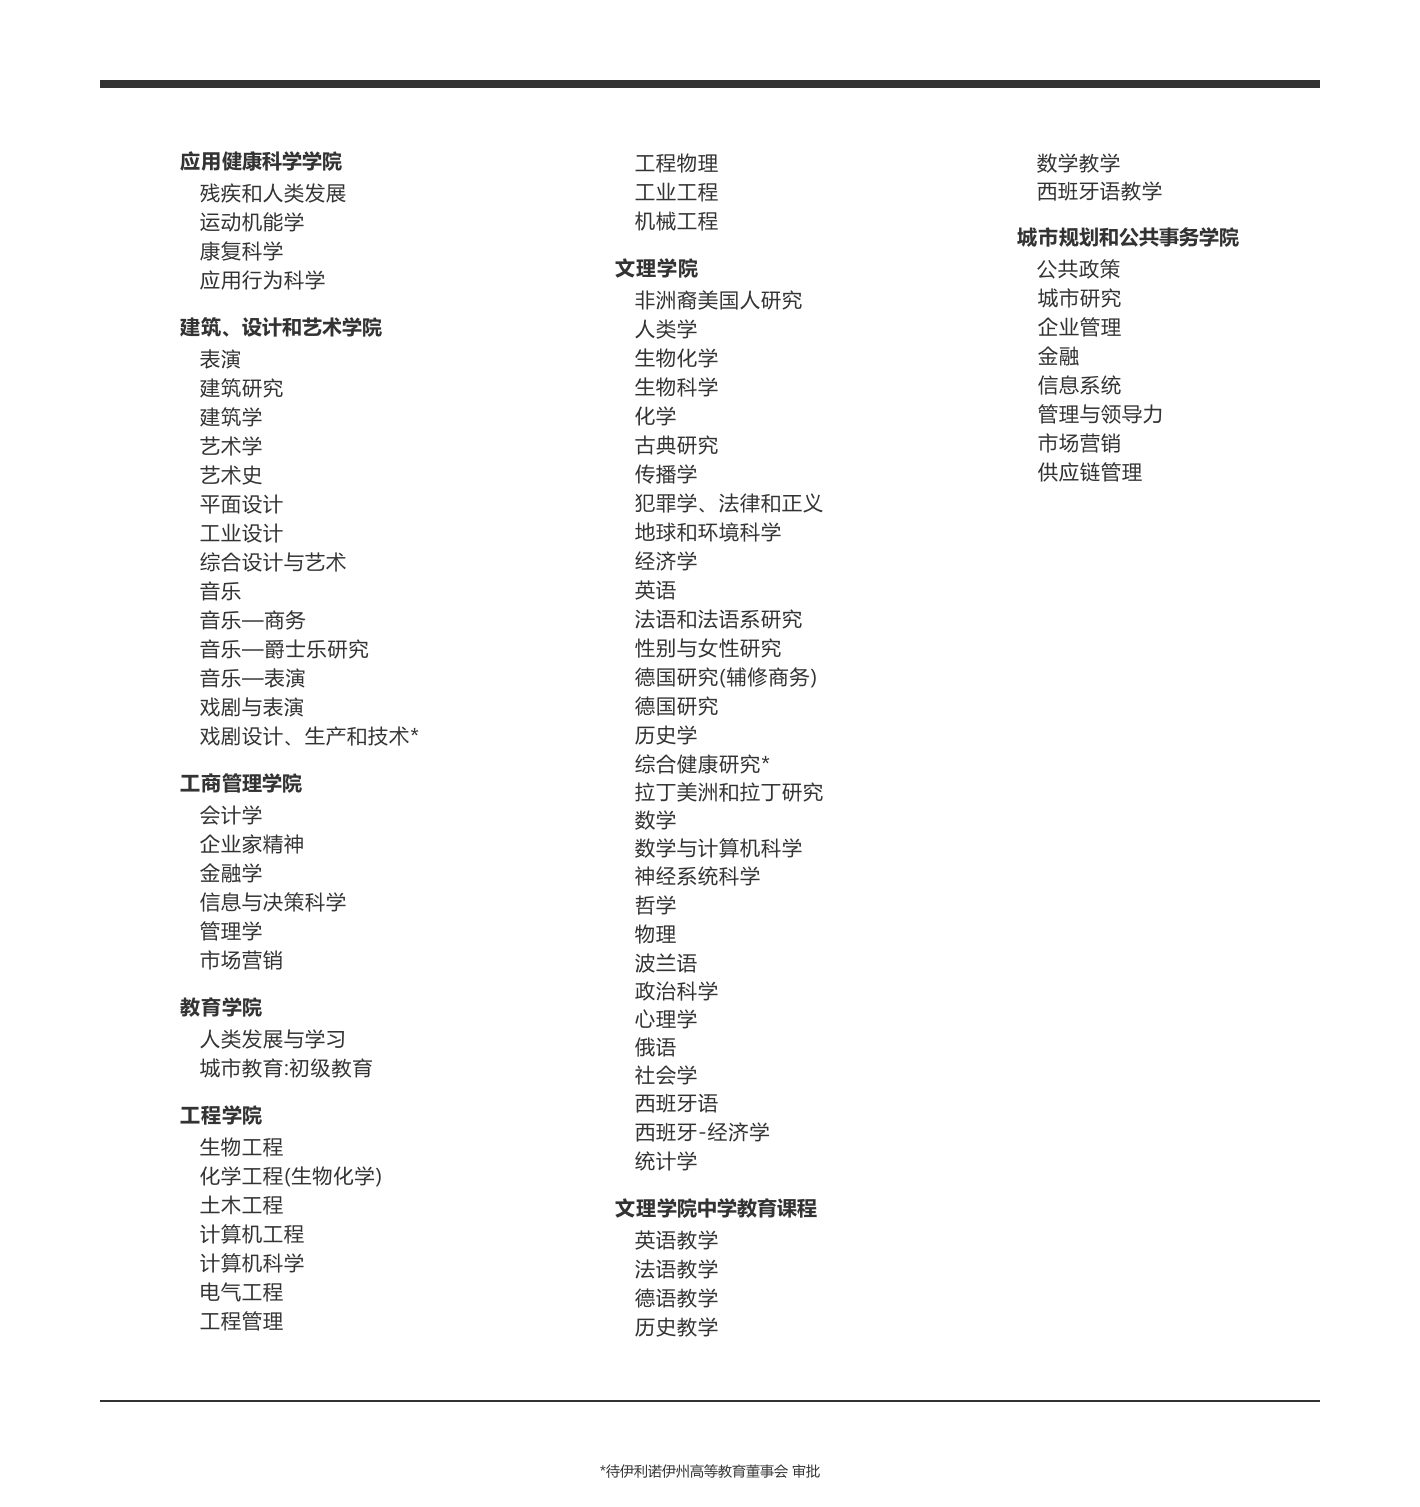 应用健康科学学院
残疾和人类发展
运动机能学
康复科学
应用行为科学
建筑、设计和艺术学院
表演
建筑研究
建筑学
艺术学
艺术史
平面设计
工业设计
综合设计与艺术
音乐
音乐—商务
音乐—爵士乐研究
音乐—表演
戏剧与表演
戏剧设计、生产和技术*
工商管理学院
会计学
企业家精神
金融学
信息与决策科学
管理学
市场营销
教育学院
人类发展与学习
城市教育:初级教育
工程学院
生物工程
化学工程(生物化学)
土木工程
计算机工程
计算机科学
电气工程
工程管理
工程物理
工业工程
机械工程
文理学院
非洲裔美国人研究
人类学
生物化学
生物科学
化学
古典研究
传播学
犯罪学、法律和正义
地球和环境科学
经济学
英语
法语和法语系研究
性别与女性研究
德国研究(辅修商务)
德国研究
历史学
综合健康研究*
拉丁美洲和拉丁研究
数学
数学与计算机科学
神经系统科学
哲学
物理
波兰语
政治科学
心理学
俄语
社会学
西班牙语
西班牙-经济学
统计学
文理学院中学教育课程
英语教学
法语教学
德语教学
历史教学
数学教学
西班牙语教学
城市规划和公共事务学院
公共政策
城市研究
企业管理
金融
信息系统
管理与领导力
市场营销
供应链管理
*待伊利诺伊州高等教育董事会 审批